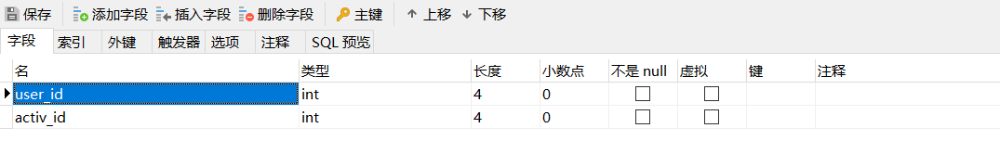 保存 添加字段 插入字段 删除字段 主键 上移 下移
字段 索引 外键 触发器 选项 注释 SQL 预览
名 类型 长度 小数点 不是 null 虚拟 键 注释
user_id int 4 0
activ_id int 4 0